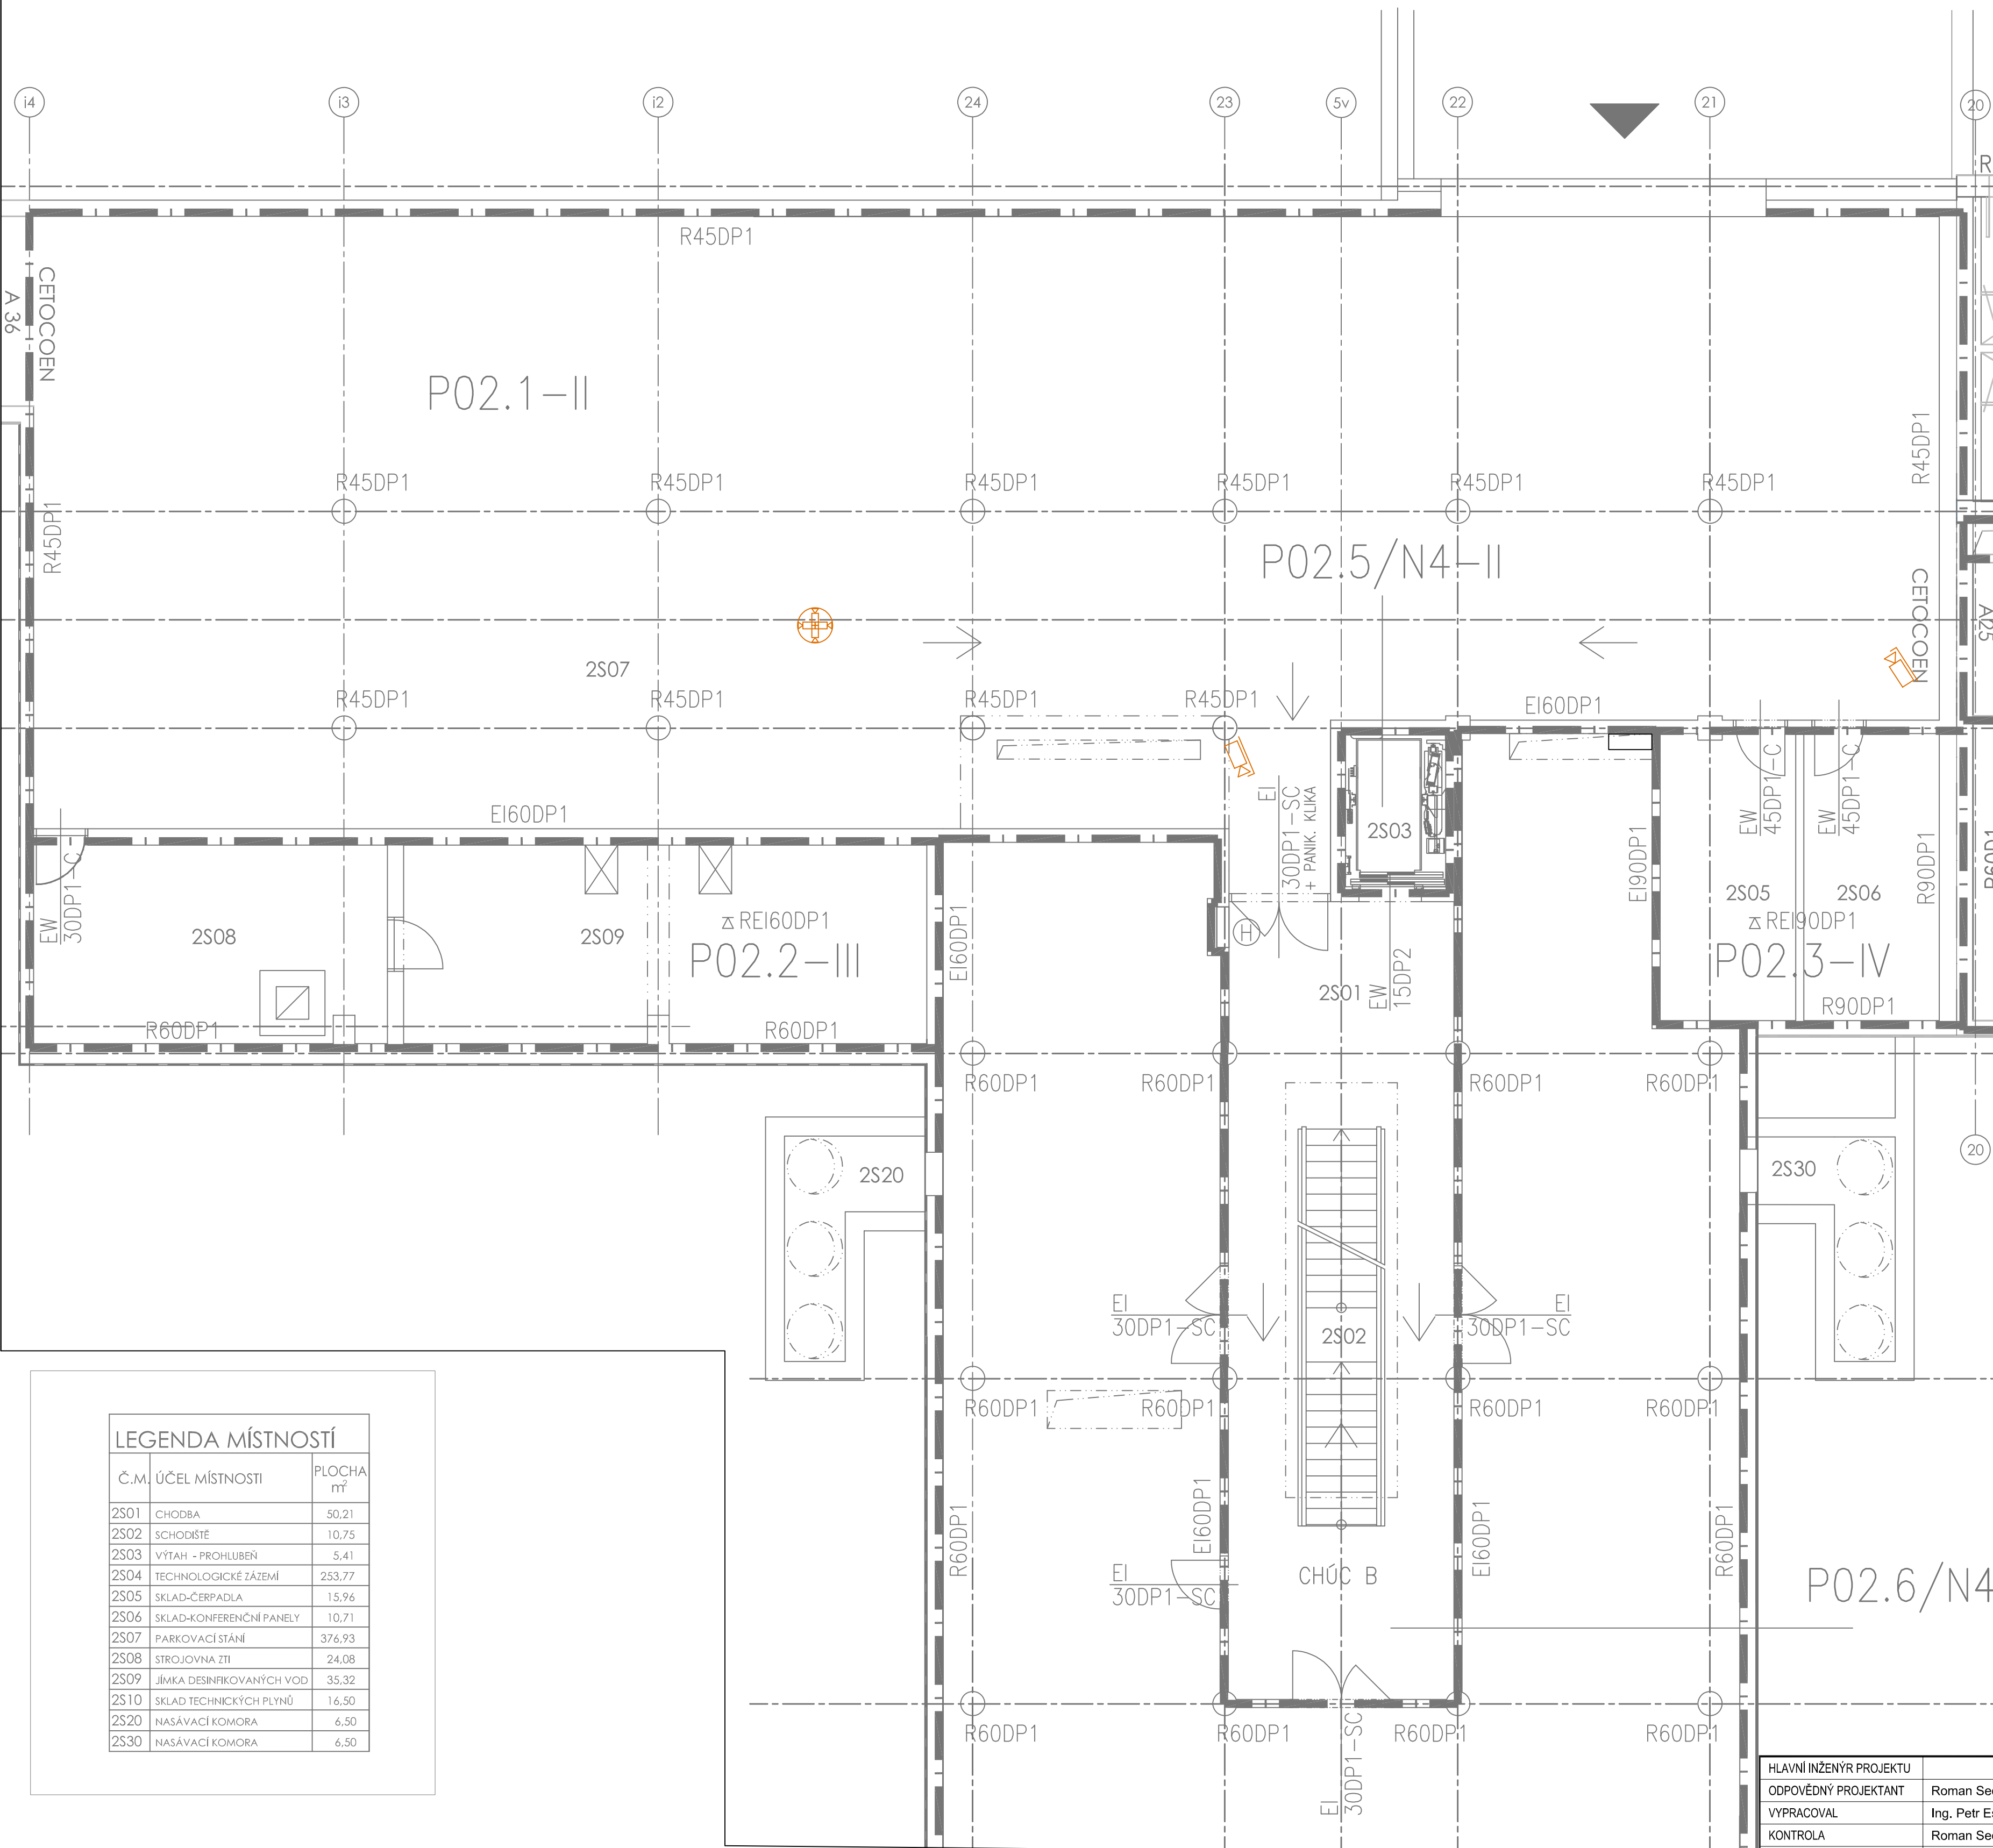 i4
i3
i2
24
23
5v
22
21
20
R
R45DP1
CETOCOEN
A 36
P02.1-II
R45DP1
R45DP1
R45DP1
R45DP1
R45DP1
R45DP1
R45DP1
R45DP1
R45DP1
P02.5/N4-II
CETOCOEN
A25
2S07
R45DP1
R45DP1
R45DP1
R45DP1
EI60DP1
EI60DP1
EI
30DP1-SC
+ PANIK. KLIKA
2S03
EW
45DP1-C
EW
45DP1-C
EI90DP1
R90DP1
EW
30DP1-C
2S08
2S09
REI60DP1
P02.2-III
EI60DP1
H
2S01
EW
15DP2
2S05
2S06
REI90DP1
P02.3-IV
R90DP1
R60DP1
R60DP1
R60DP1
R60DP1
R60DP1
R60DP1
2S20
2S30
20
EI
30DP1-SC
2S02
EI
30DP1-SC
R60DP1
R60DP1
R60DP1
R60DP1
R60DP1
EI60DP1
EI60DP1
R60DP1
EI
30DP1-SC
CHÚC B
P02.6/N4
R60DP1
R60DP1
R60DP1
R60DP1
EI
30DP1-SC
LEGENDA MÍSTNOSTÍ
Č.M. ÚČEL MÍSTNOSTI PLOCHA m²
2S01 CHODBA 50,21
2S02 SCHODIŠTĚ 10,75
2S03 VÝTAH - PROHLUBEŇ 5,41
2S04 TECHNOLOGICKÉ ZÁZEMÍ 253,77
2S05 SKLAD-ČERPADLA 15,96
2S06 SKLAD-KONFERENČNÍ PANELY 10,71
2S07 PARKOVACÍ STÁNÍ 376,93
2S08 STROJOVNA ZTI 24,08
2S09 JÍMKA DESINFIKOVANÝCH VOD 35,32
2S10 SKLAD TECHNICKÝCH PLYNŮ 16,50
2S20 NASÁVACÍ KOMORA 6,50
2S30 NASÁVACÍ KOMORA 6,50
HLAVNÍ INŽENÝR PROJEKTU
ODPOVĚDNÝ PROJEKTANT Roman
VYPRACOVAL Ing. Petr
KONTROLA Roman